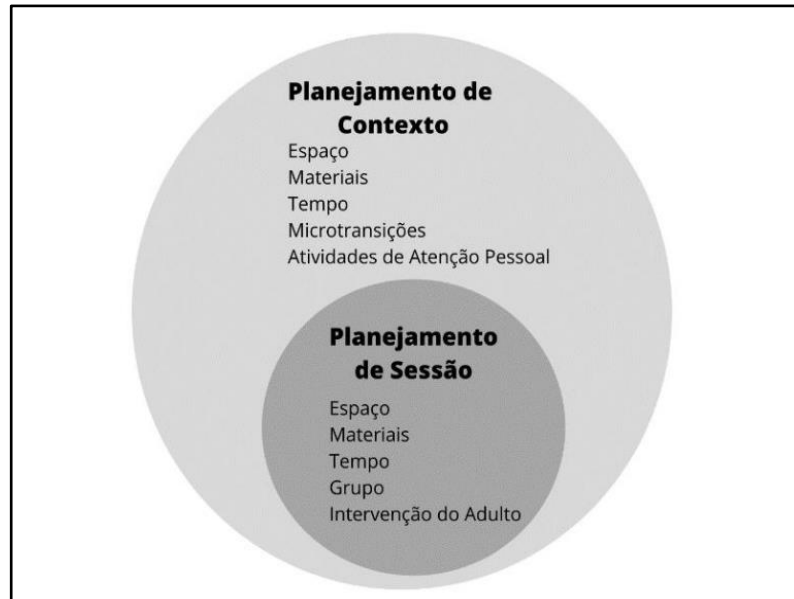 Planejamento de
Contexto
Espaço
Materiais
Tempo
Microtransições
Atividades de Atenção Pessoal
Planejamento
de Sessão
Espaço
Materiais
Tempo
Grupo
Intervenção do Adulto